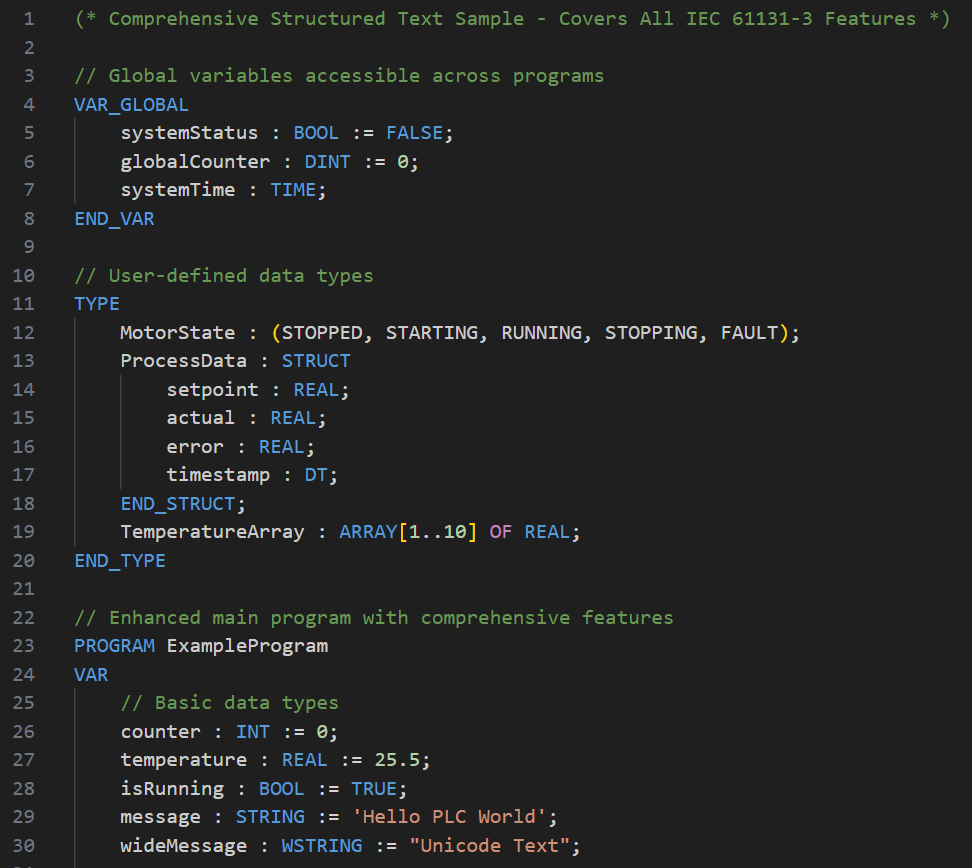 1 (* Comprehensive Structured Text Sample - Covers All IEC 61131-3 Features *)
2
3 // Global variables accessible across programs
4 VAR_GLOBAL
5     systemStatus : BOOL := FALSE;
6     globalCounter : DINT := 0;
7     systemTime : TIME;
8 END_VAR
9
10 // User-defined data types
11 TYPE
12     MotorState : (STOPPED, STARTING, RUNNING, STOPPING, FAULT);
13     ProcessData : STRUCT
14         setpoint : REAL;
15         actual : REAL;
16         error : REAL;
17         timestamp : DT;
18     END_STRUCT;
19     TemperatureArray : ARRAY[1..10] OF REAL;
20 END_TYPE
21
22 // Enhanced main program with comprehensive features
23 PROGRAM ExampleProgram
24 VAR
25     // Basic data types
26     counter : INT := 0;
27     temperature : REAL := 25.5;
28     isRunning : BOOL := TRUE;
29     message : STRING := 'Hello PLC World';
30     wideMessage : WSTRING := "Unicode Text";